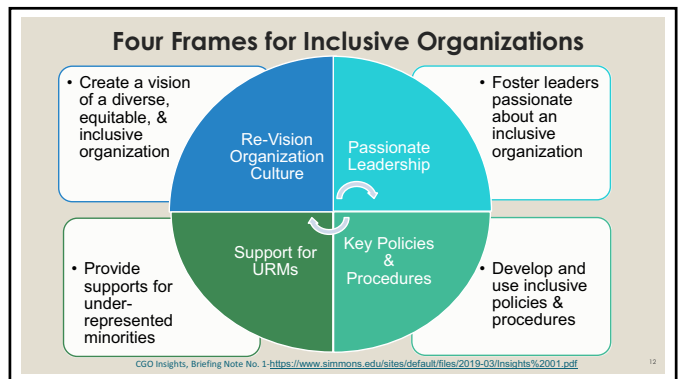 Four Frames for Inclusive Organizations
• Create a vision
of a diverse,
equitable, &
inclusive
organization
Re-Vision
Organization
Culture
Passionate
Leadership
• Foster leaders
passionate
about an
inclusive
organization
• Provide
supports for
under-
represented
minorities
Support for
URMs
Key Policies
&
Procedures
• Develop and
use inclusive
policies &
procedures
CGO Insights, Briefing Note No. 1-https://www.simmons.edu/sites/default/files/2019-03/Insights%2001.pdf
12